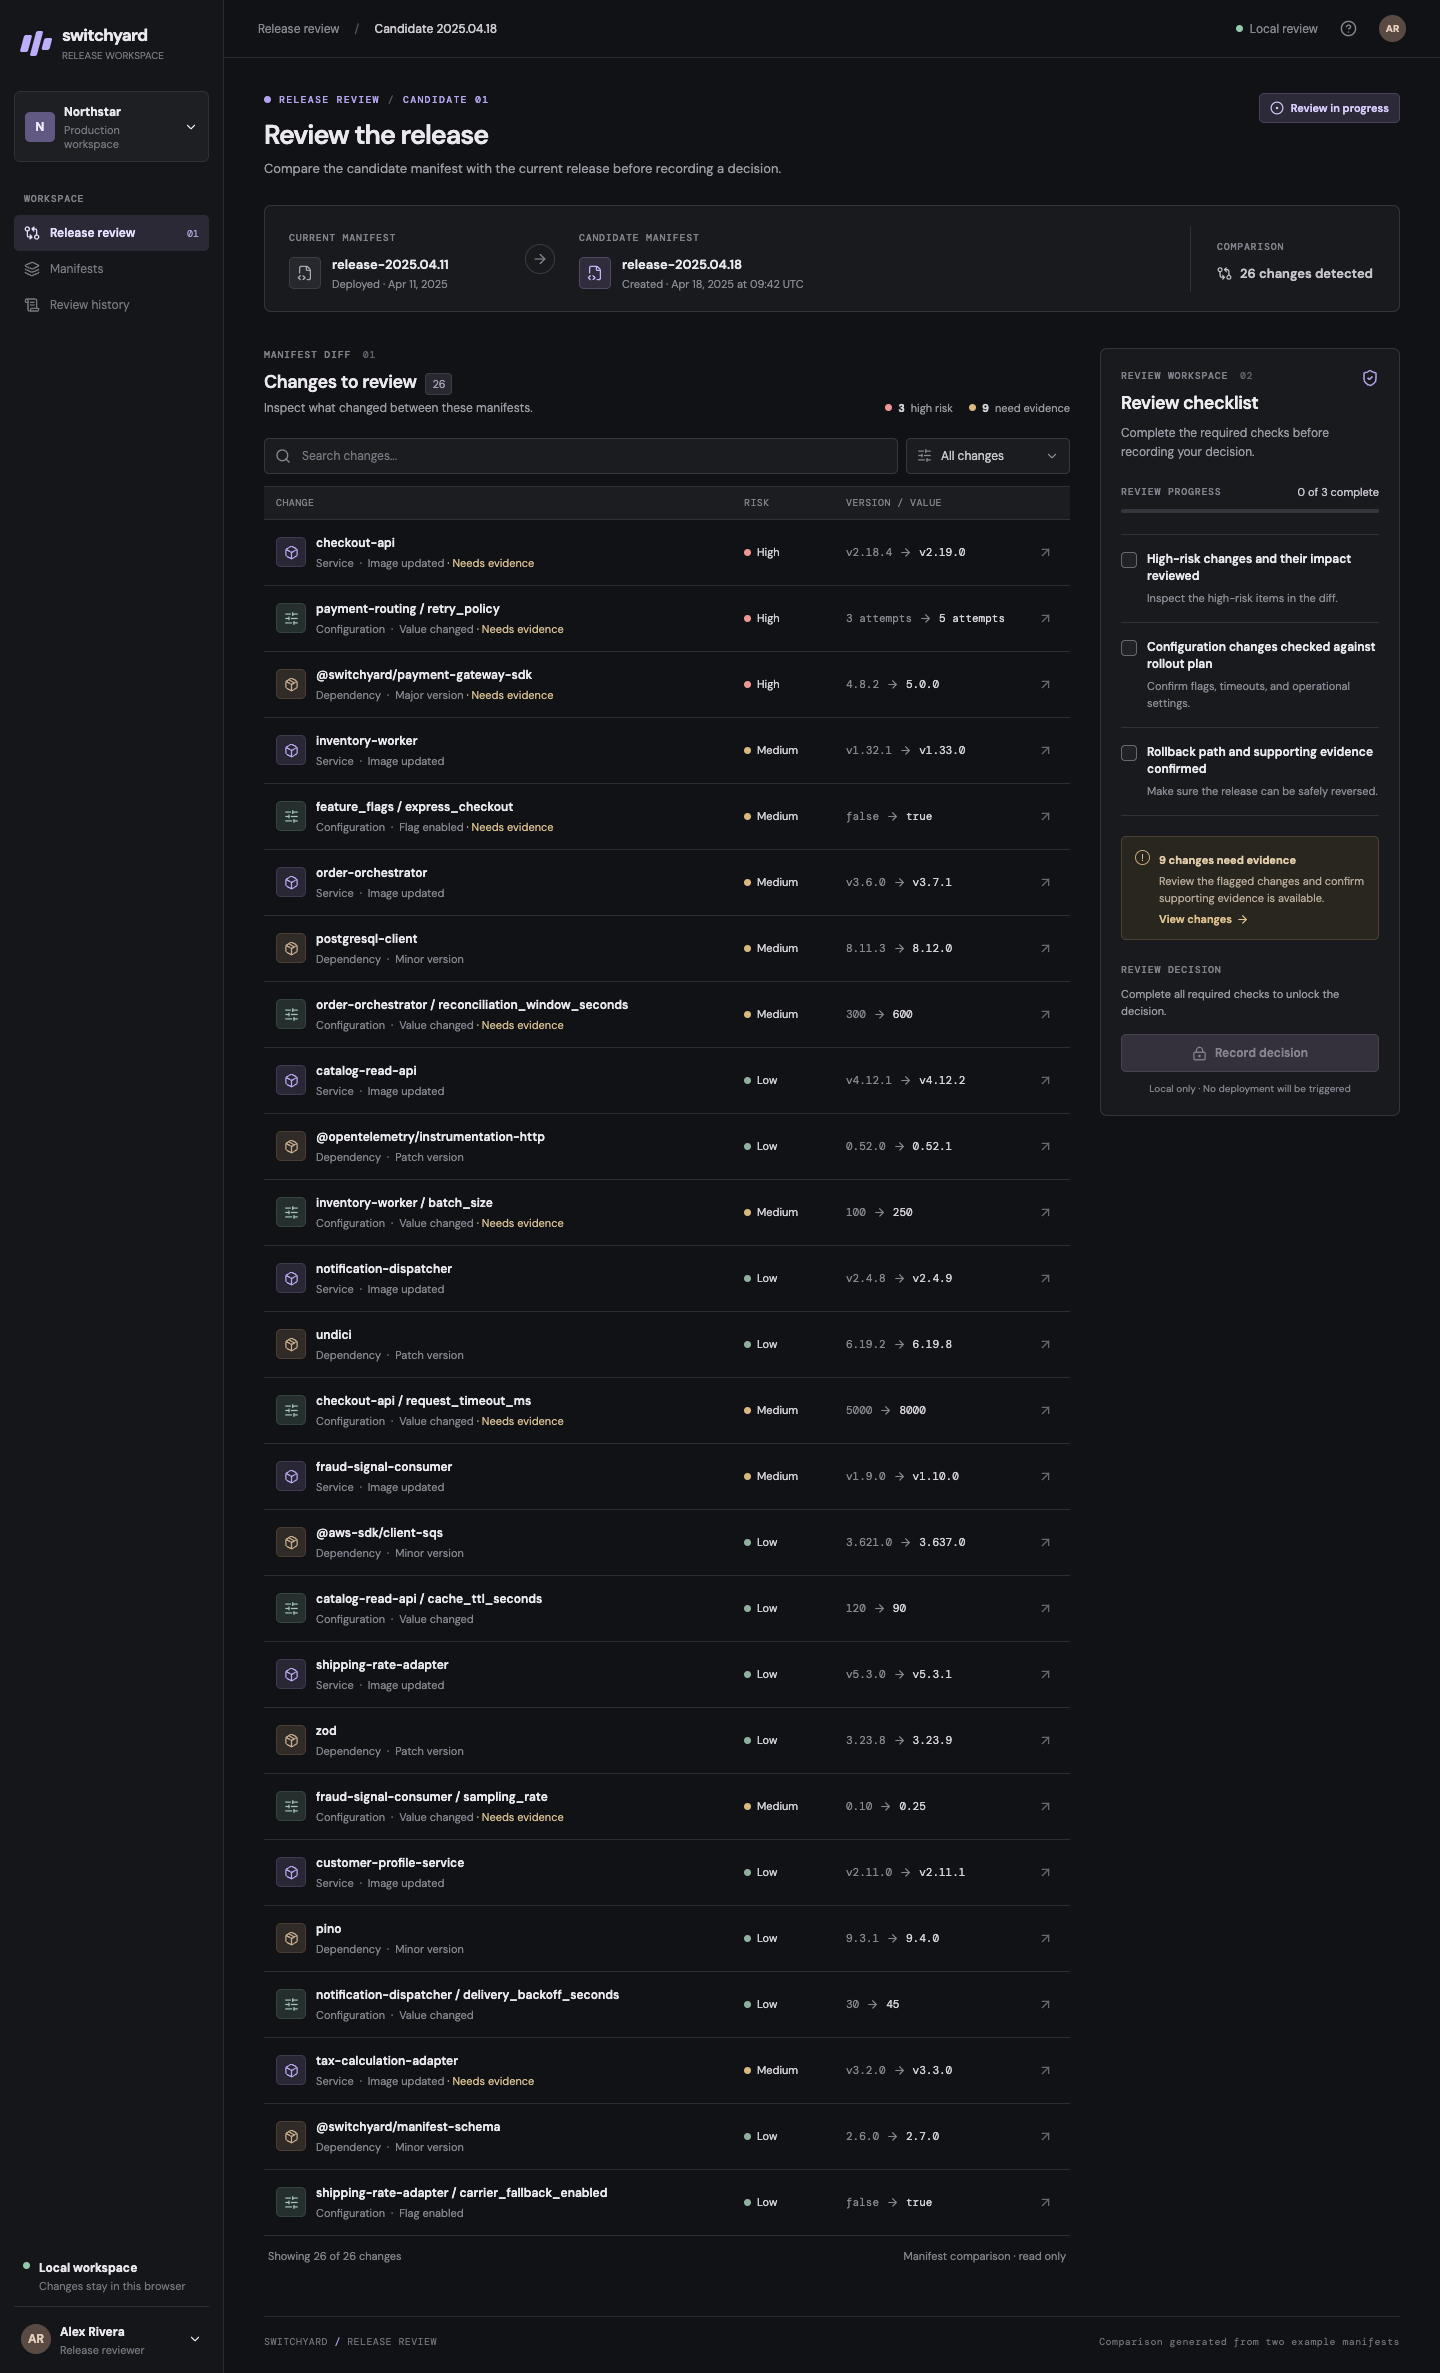 switchyard
RELEASE WORKSPACE
N
Northstar
Production
workspace
WORKSPACE
Release review 01
Manifests
Review history
Local workspace
Changes stay in this browser
AR
Alex Rivera
Release reviewer
Release review / Candidate 2025.04.18
Local review
AR
RELEASE REVIEW / CANDIDATE 01
Review the release
Compare the candidate manifest with the current release before recording a decision.
Review in progress
CURRENT MANIFEST
release-2025.04.11
Deployed · Apr 11, 2025
CANDIDATE MANIFEST
release-2025.04.18
Created · Apr 18, 2025 at 09:42 UTC
COMPARISON
26 changes detected
MANIFEST DIFF 01
Changes to review 26
Inspect what changed between these manifests.
3 high risk 9 need evidence
Search changes...
All changes
CHANGE RISK VERSION / VALUE
checkout-api
Service · Image updated · Needs evidence
High
v2.18.4 → v2.19.0
payment-routing / retry_policy
Configuration · Value changed · Needs evidence
High
3 attempts → 5 attempts
@switchyard/payment-gateway-sdk
Dependency · Major version · Needs evidence
High
4.8.2 → 5.0.0
inventory-worker
Service · Image updated
Medium
v1.32.1 → v1.33.0
feature_flags / express_checkout
Configuration · Flag enabled · Needs evidence
Medium
false → true
order-orchestrator
Service · Image updated
Medium
v3.6.0 → v3.7.1
postgresql-client
Dependency · Minor version
Medium
8.11.3 → 8.12.0
order-orchestrator / reconciliation_window_seconds
Configuration · Value changed · Needs evidence
Medium
300 → 600
catalog-read-api
Service · Image updated
Low
v4.12.1 → v4.12.2
@opentelemetry/instrumentation-http
Dependency · Patch version
Low
0.52.0 → 0.52.1
inventory-worker / batch_size
Configuration · Value changed · Needs evidence
Medium
100 → 250
notification-dispatcher
Service · Image updated
Low
v2.4.8 → v2.4.9
undici
Dependency · Patch version
Low
6.19.2 → 6.19.8
checkout-api / request_timeout_ms
Configuration · Value changed · Needs evidence
Medium
5000 → 8000
fraud-signal-consumer
Service · Image updated
Medium
v1.9.0 → v1.10.0
@aws-sdk/client-sqs
Dependency · Minor version
Low
3.621.0 → 3.637.0
catalog-read-api / cache_ttl_seconds
Configuration · Value changed
Low
120 → 90
shipping-rate-adapter
Service · Image updated
Low
v5.3.0 → v5.3.1
zod
Dependency · Patch version
Low
3.23.8 → 3.23.9
fraud-signal-consumer / sampling_rate
Configuration · Value changed · Needs evidence
Medium
0.10 → 0.25
customer-profile-service
Service · Image updated
Low
v2.11.0 → v2.11.1
pino
Dependency · Minor version
Low
9.3.1 → 9.4.0
notification-dispatcher / delivery_backoff_seconds
Configuration · Value changed
Low
30 → 45
tax-calculation-adapter
Service · Image updated · Needs evidence
Medium
v3.2.0 → v3.3.0
@switchyard/manifest-schema
Dependency · Minor version
Low
2.6.0 → 2.7.0
shipping-rate-adapter / carrier_fallback_enabled
Configuration · Flag enabled
Low
false → true
Showing 26 of 26 changes
Manifest comparison · read only
REVIEW WORKSPACE 02
Review checklist
Complete the required checks before
recording your decision.
REVIEW PROGRESS 0 of 3 complete
High-risk changes and their impact
reviewed
Inspect the high-risk items in the diff.
Configuration changes checked against
rollout plan
Confirm flags, timeouts, and operational
settings.
Rollback path and supporting evidence
confirmed
Make sure the release can be safely reversed.
9 changes need evidence
Review the flagged changes and confirm
supporting evidence is available.
View changes →
REVIEW DECISION
Complete all required checks to unlock the
decision.
Record decision
Local only · No deployment will be triggered
SWITCHYARD / RELEASE REVIEW
Comparison generated from two example manifests